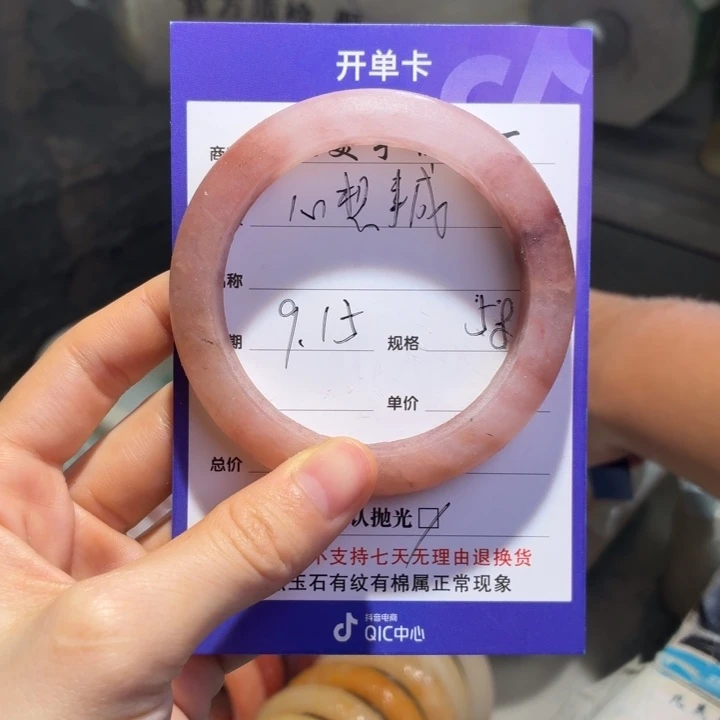 开单卡
商
心想事成
称
期 9.15 规格 58
单价
总价
认抛光□
不支持七天无理由退换货
玉石有纹有棉属正常现象
抖音电商
QIC中心